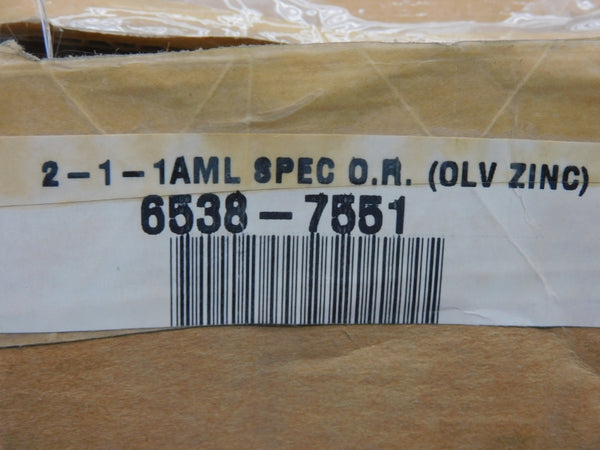 2-1-1AML SPEC O.R. (OLV ZINC)
6538-7551